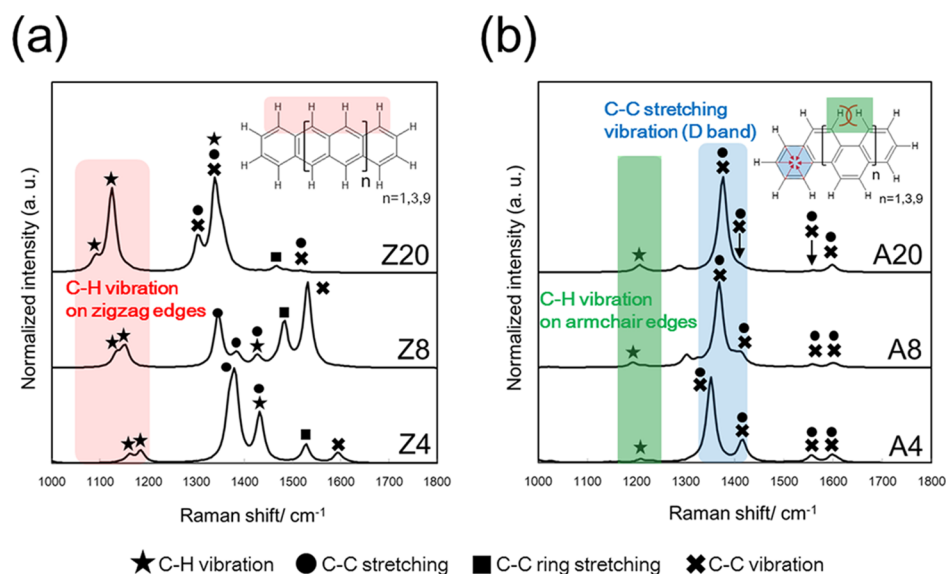 (a)
Normalized intensity (a. u.)
H H H H
H H
H H
H H H H
n
n=1,3,9
Z20
C-H vibration
on zigzag edges
Z8
Z4
1000 1100 1200 1300 1400 1500 1600 1700 1800
Raman shift/ cm-1
(b)
Normalized intensity (a. u.)
C-C stretching
vibration (D band)
H H H H
H H
H H
H H
H H
n
n=1,3,9
A20
C-H vibration
on armchair edges
A8
A4
1000 1100 1200 1300 1400 1500 1600 1700 1800
Raman shift/ cm-1
★ C-H vibration ● C-C stretching ■ C-C ring stretching ✖ C-C vibration